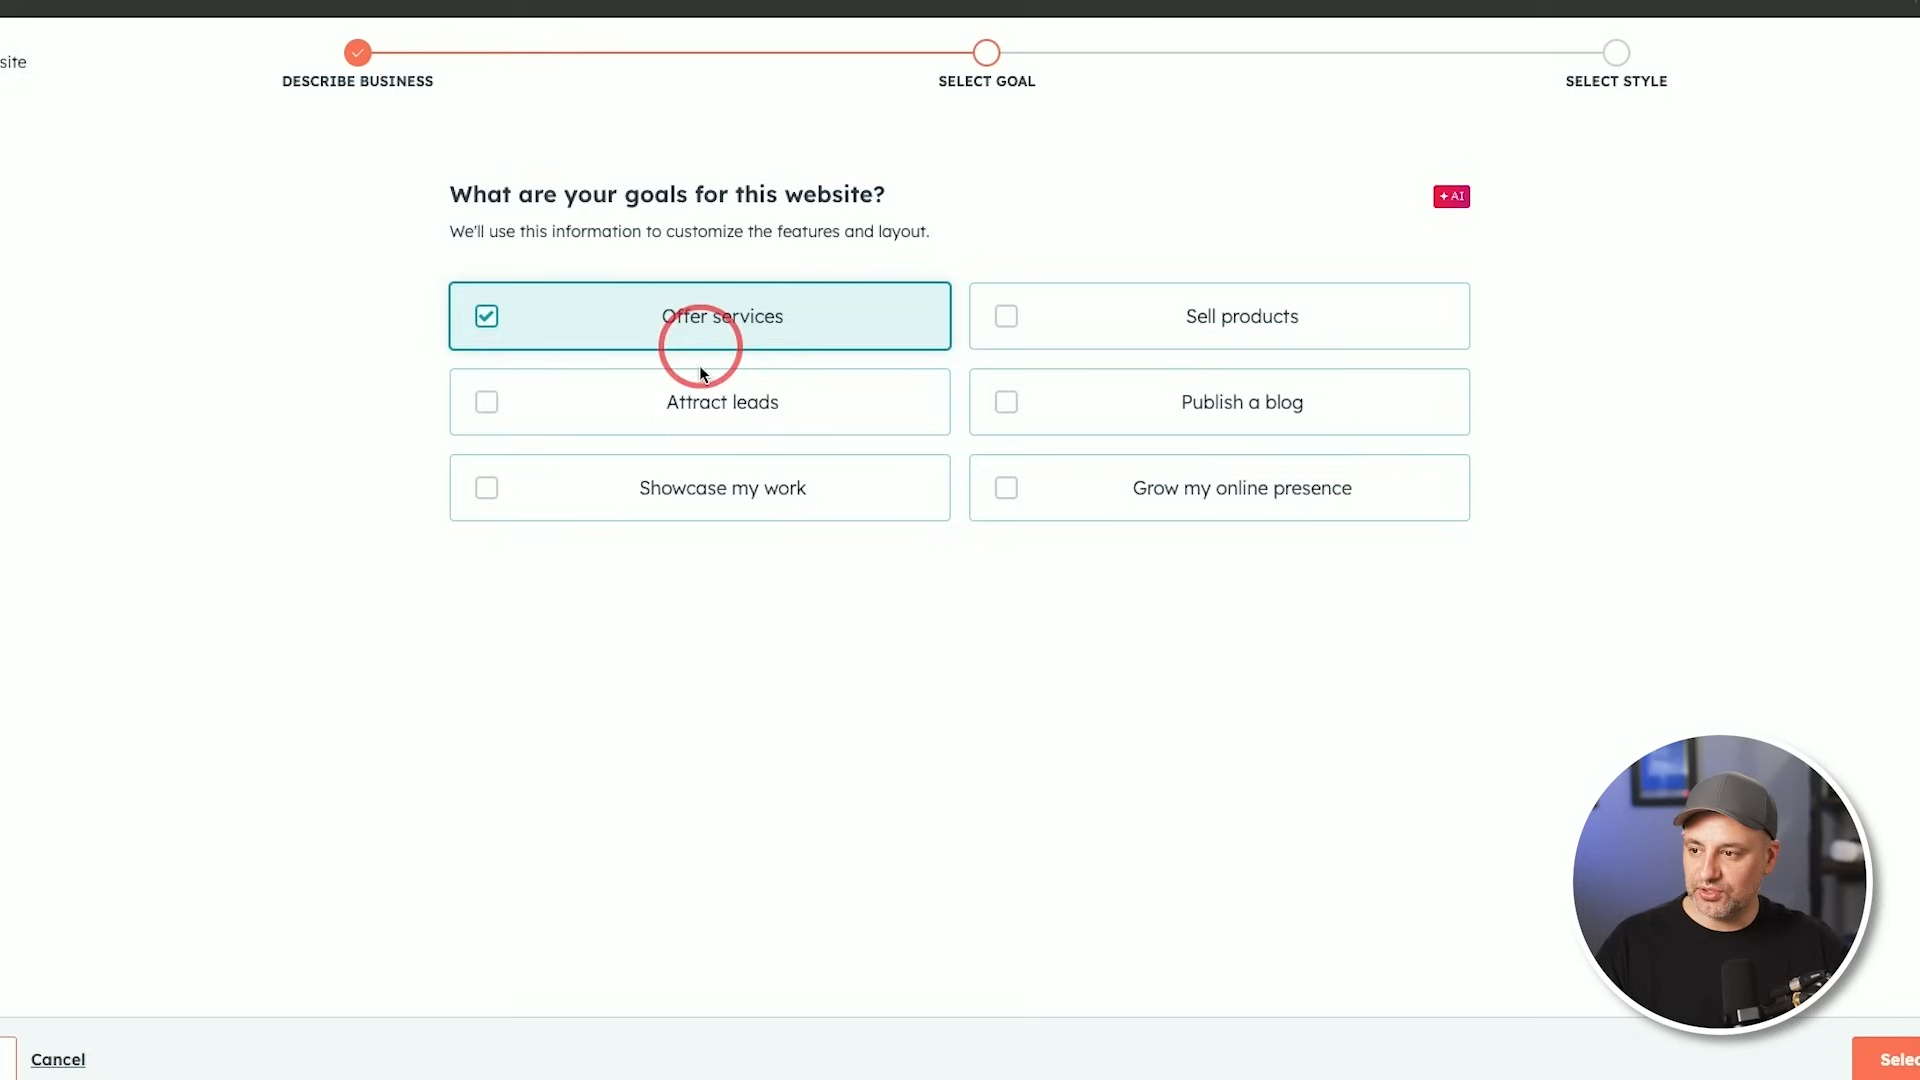 site
DESCRIBE BUSINESS
SELECT GOAL
SELECT STYLE
What are your goals for this website?
AI
We'll use this information to customize the features and layout.
Offer services
Sell products
Attract leads
Publish a blog
Showcase my work
Grow my online presence
Cancel
Selec